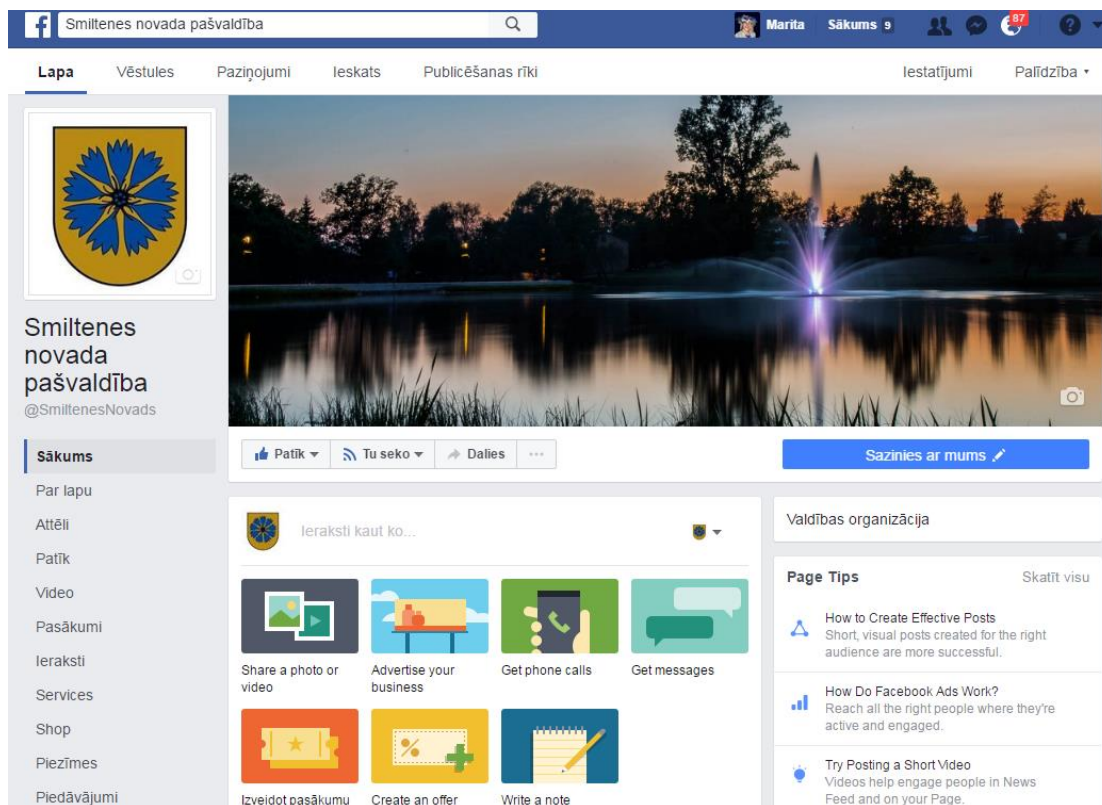 f Smiltenes novada pašvaldība Marita Sākums 9 87 ?
Lapa Vēstules Paziņojumi Ieskats Publicēšanas rīki Iestatījumi Palīdzība
Smiltenes
novada
pašvaldība
@SmiltenesNovads
Patīk Tu seko Dalies ... Sazinies ar mums
Sākums
Par lapu
Attēli
Patīk
Video
Pasākumi
Ieraksti
Services
Shop
Piezīmes
Piedāvājumi
Ieraksti kaut ko...
Share a photo or
video
Advertise your
business
Get phone calls
Get messages
Izveidot pasākumu
%
Create an offer
Write a note
Valdības organizācija
Page Tips Skatīt visu
How to Create Effective Posts
Short, visual posts created for the right
audience are more successful.
How Do Facebook Ads Work?
Reach all the right people where they're
active and engaged.
Try Posting a Short Video
Videos help engage people in News
Feed and on your Page.